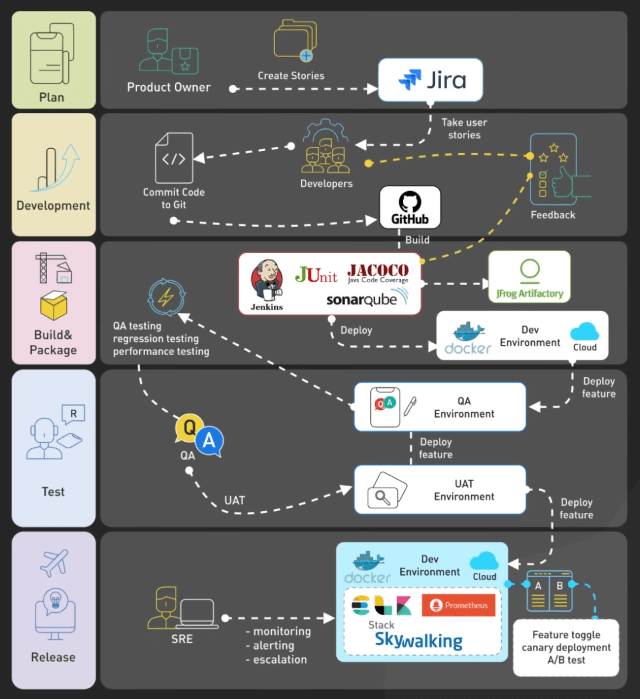 Plan
Product Owner
Create Stories
Jira
Take user
stories
Development
Commit Code
to Git
Developers
GitHub
Feedback
Build
Build&
Package
Jenkins
JUnit
JACOCO
Java Code Coverage
sonarqube
JFrog Artifactory
QA testing
regression testing
performance testing
Deploy
docker
Dev
Environment
Cloud
Deploy
feature
Test
R
Q
A
QA
QA
QA
Environment
Deploy
feature
UAT
UAT
Environment
Deploy
feature
Release
SRE
- monitoring
- alerting
- escalation
docker
Dev
Environment
Cloud
Stack
Prometheus
Skywalking
A B
Feature toggle
canary deployment
A/B test